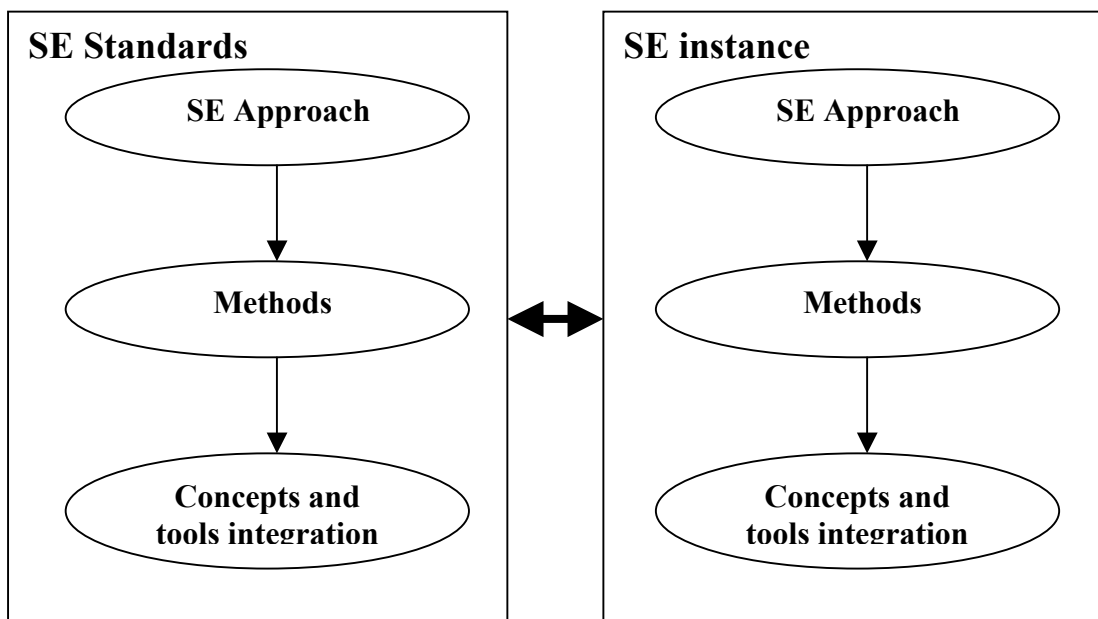 SE Standards
SE Approach
Methods
Concepts and
tools integration
SE instance
SE Approach
Methods
Concepts and
tools integration